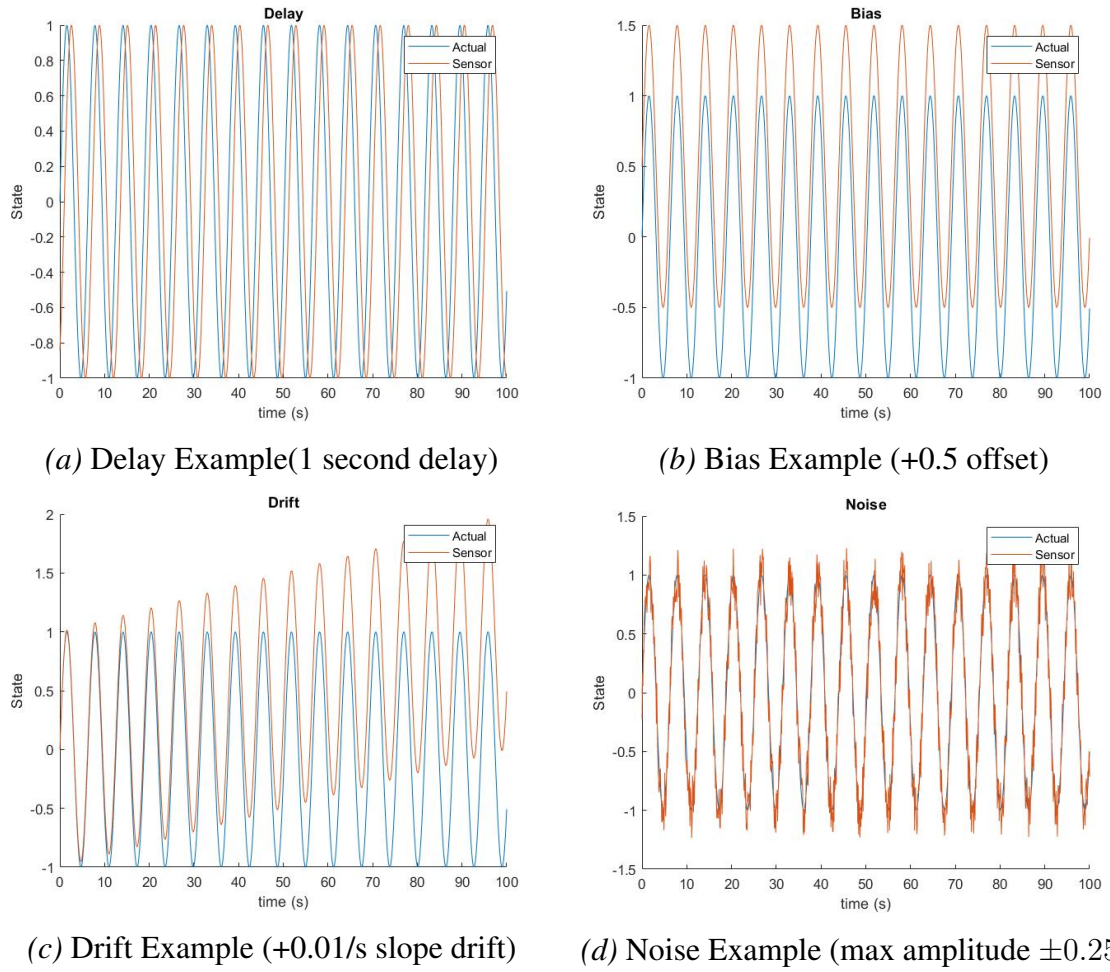 Delay
1
0.8
0.6
0.4
0.2
0
-0.2
-0.4
-0.6
-0.8
-1
State
0 10 20 30 40 50 60 70 80 90 100
time (s)
Actual
Sensor
(a) Delay Example(1 second delay)
Bias
1.5
1
0.5
0
-0.5
-1
State
0 10 20 30 40 50 60 70 80 90 100
time (s)
Actual
Sensor
(b) Bias Example (+0.5 offset)
Drift
2
1.5
1
0.5
0
-0.5
-1
State
0 10 20 30 40 50 60 70 80 90 100
time (s)
Actual
Sensor
(c) Drift Example (+0.01/s slope drift)
Noise
1.5
1
0.5
0
-0.5
-1
-1.5
State
0 10 20 30 40 50 60 70 80 90 100
time (s)
Actual
Sensor
(d) Noise Example (max amplitude ±0.25